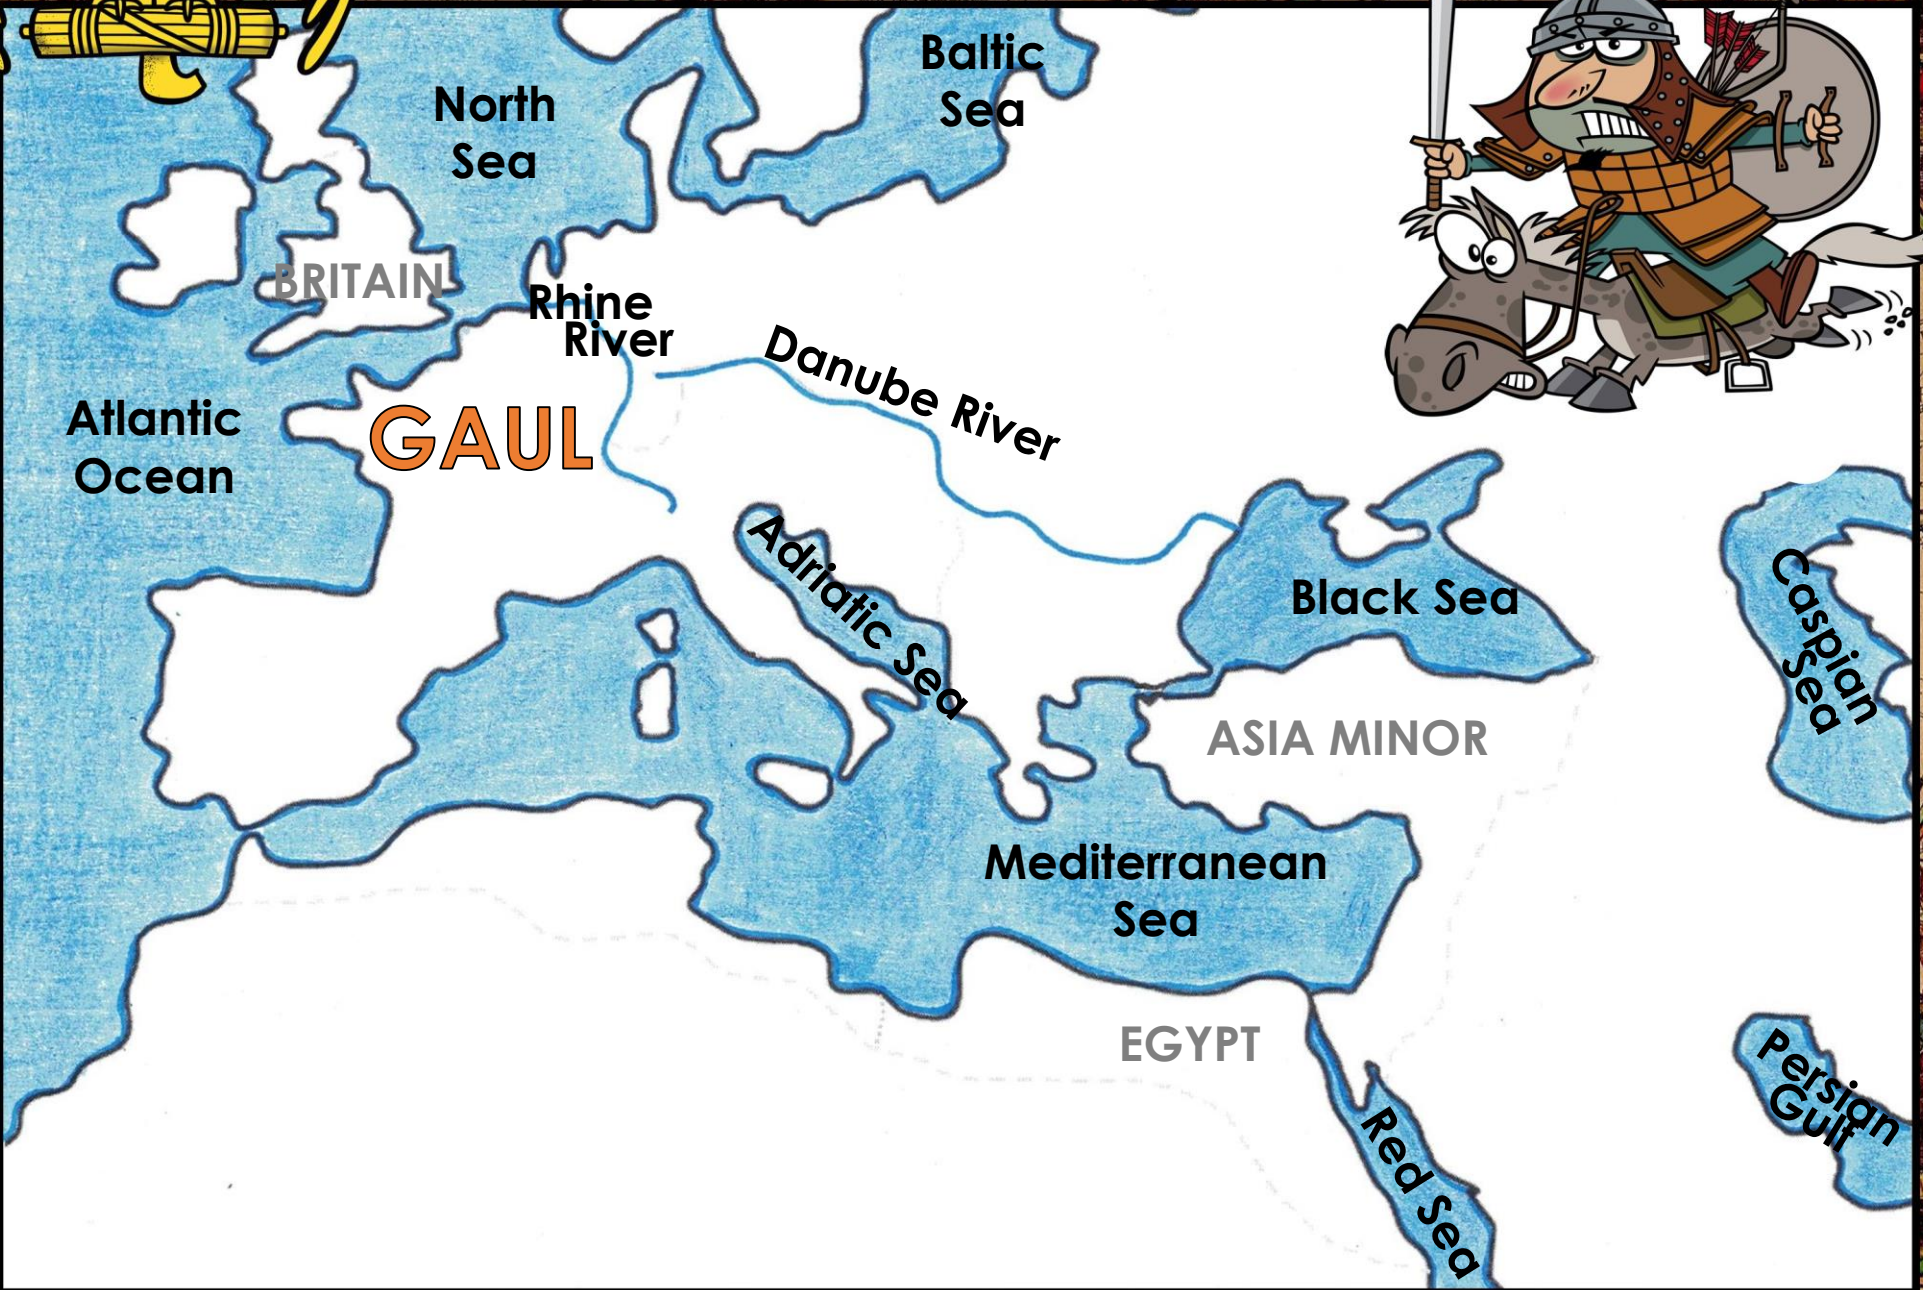 Baltic
Sea
North
Sea
BRITAIN
Rhine
River
Danube River
Atlantic
Ocean
GAUL
Adriatic Sea
Black Sea
Caspian
Sea
ASIA MINOR
Mediterranean
Sea
EGYPT
Persian
Gulf
Red Sea